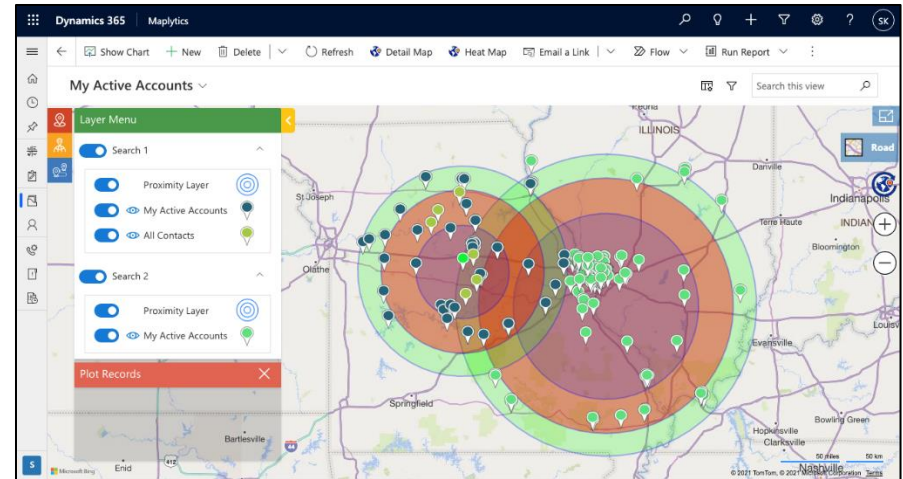 Dynamics 365 Maplytics SK
Show Chart New Delete Refresh Detail Map Heat Map Email a Link Flow Run Report
My Active Accounts Search this view
Layer Menu
Search 1
Proximity Layer
My Active Accounts
All Contacts
Search 2
Proximity Layer
My Active Accounts
Plot Records
Peoria
ILLINOIS
Road
Danville
Indianapolis
St Joseph
Terre Haute
INDIAN
Bloomington
Olathe
Louisv
Evansville
Springfield
Bowling Green
Hopkinsville
Clarksville
Bartlesville
44
412
Enid
50 miles 50 km
Nashville
S
Microsoft Bing
© 2021 TomTom, © 2021 Microsoft Corporation Terms